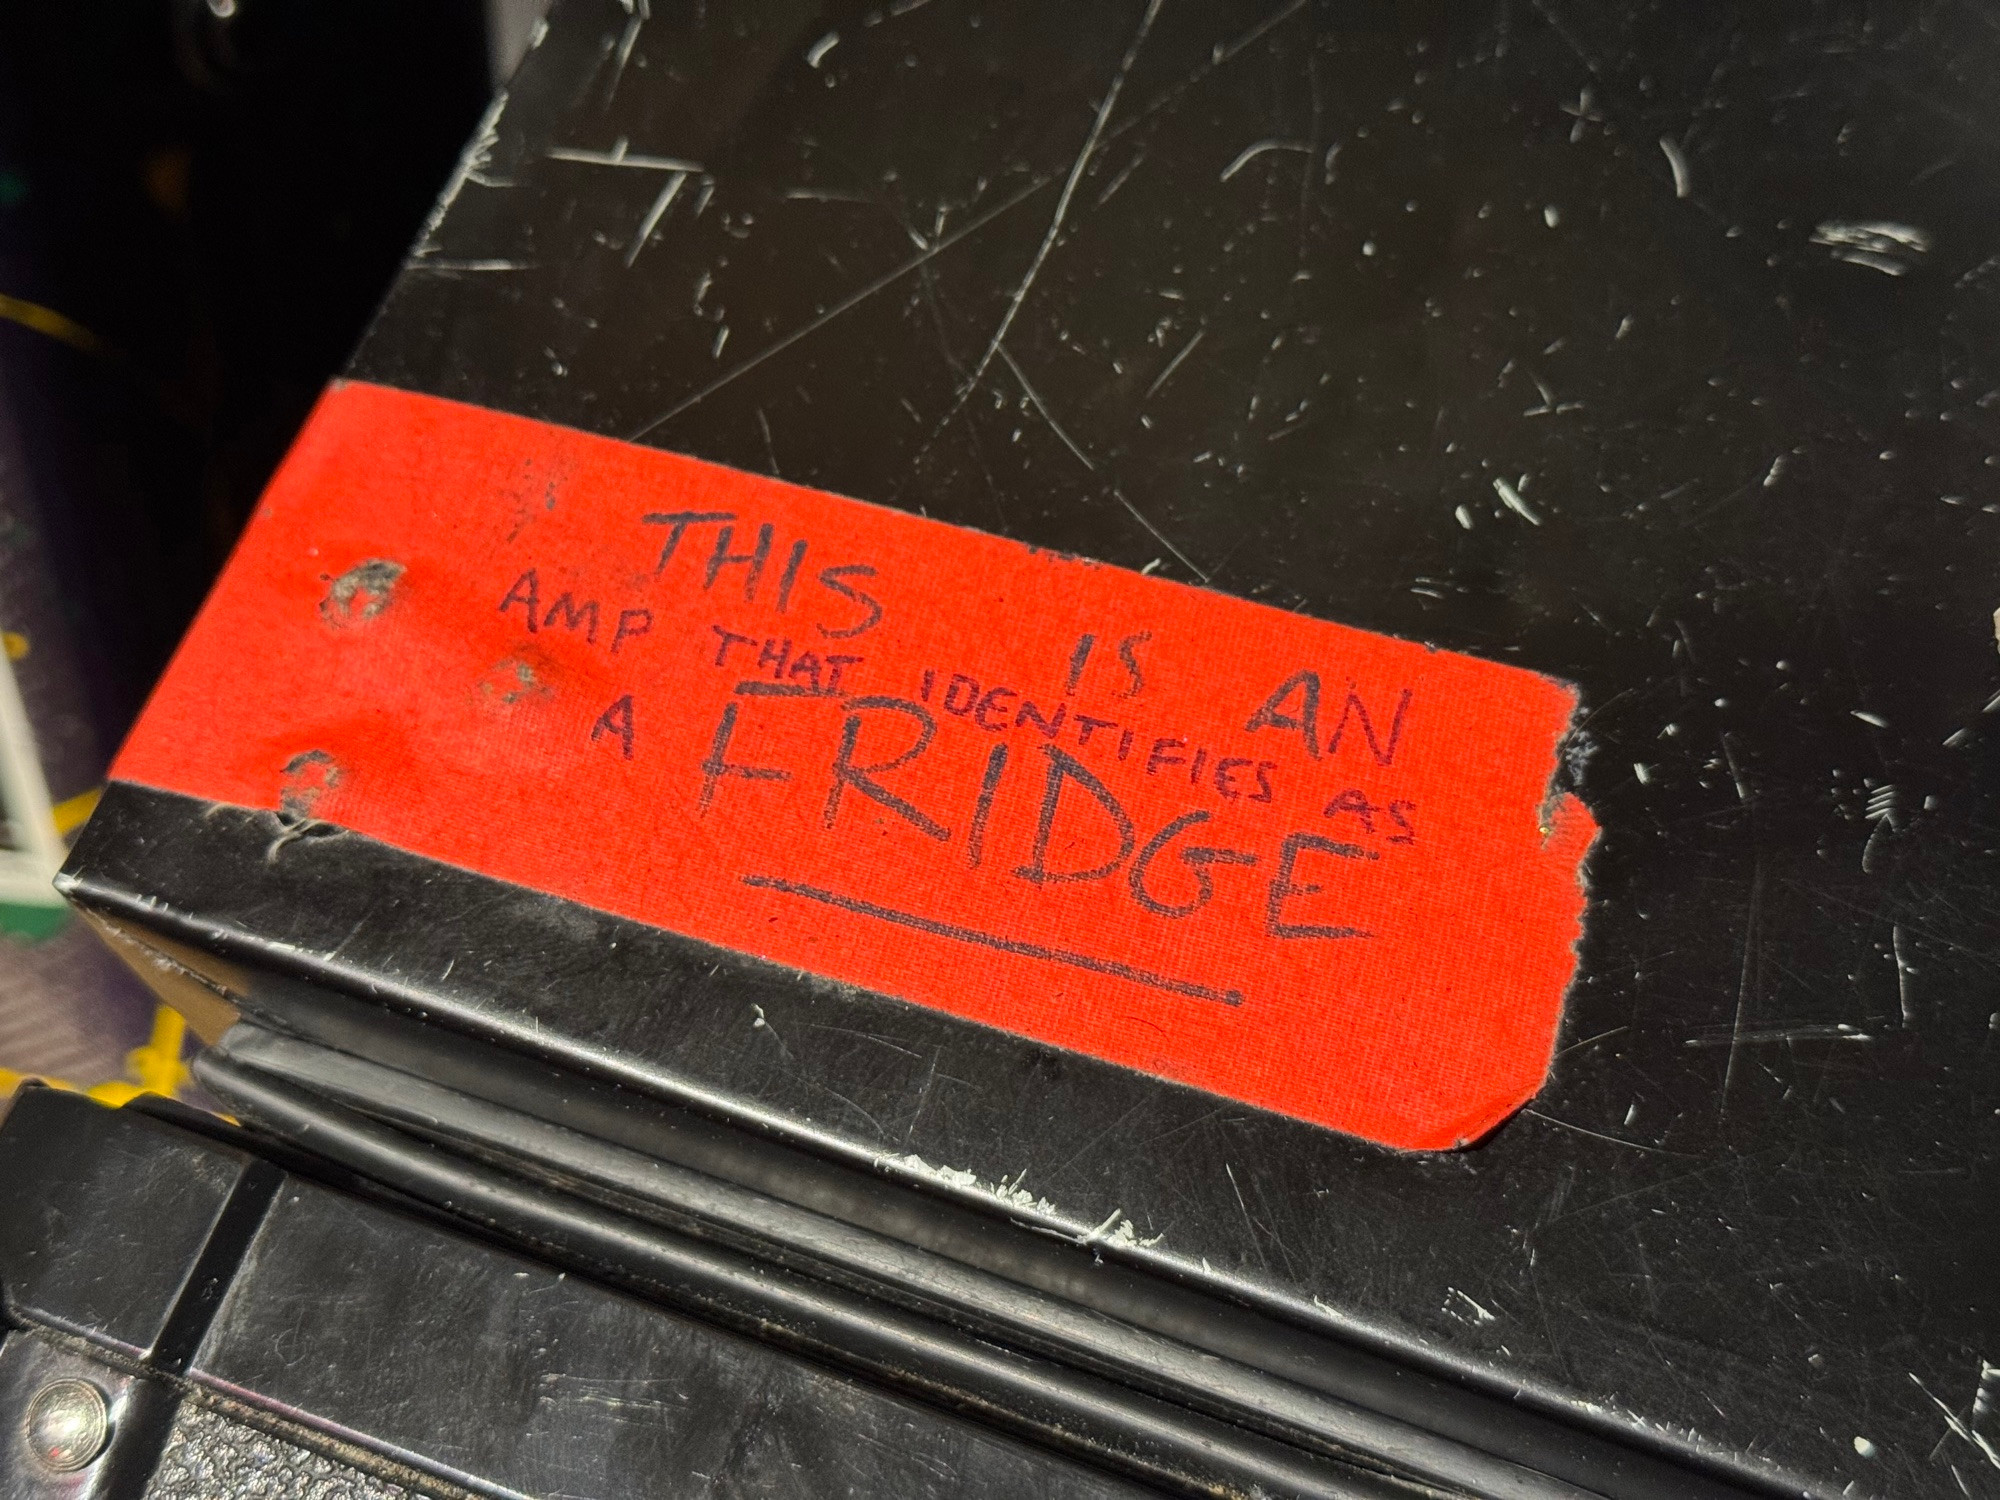 THIS IS AN
AMP THAT IDENTIFIES AS
A FRIDGE